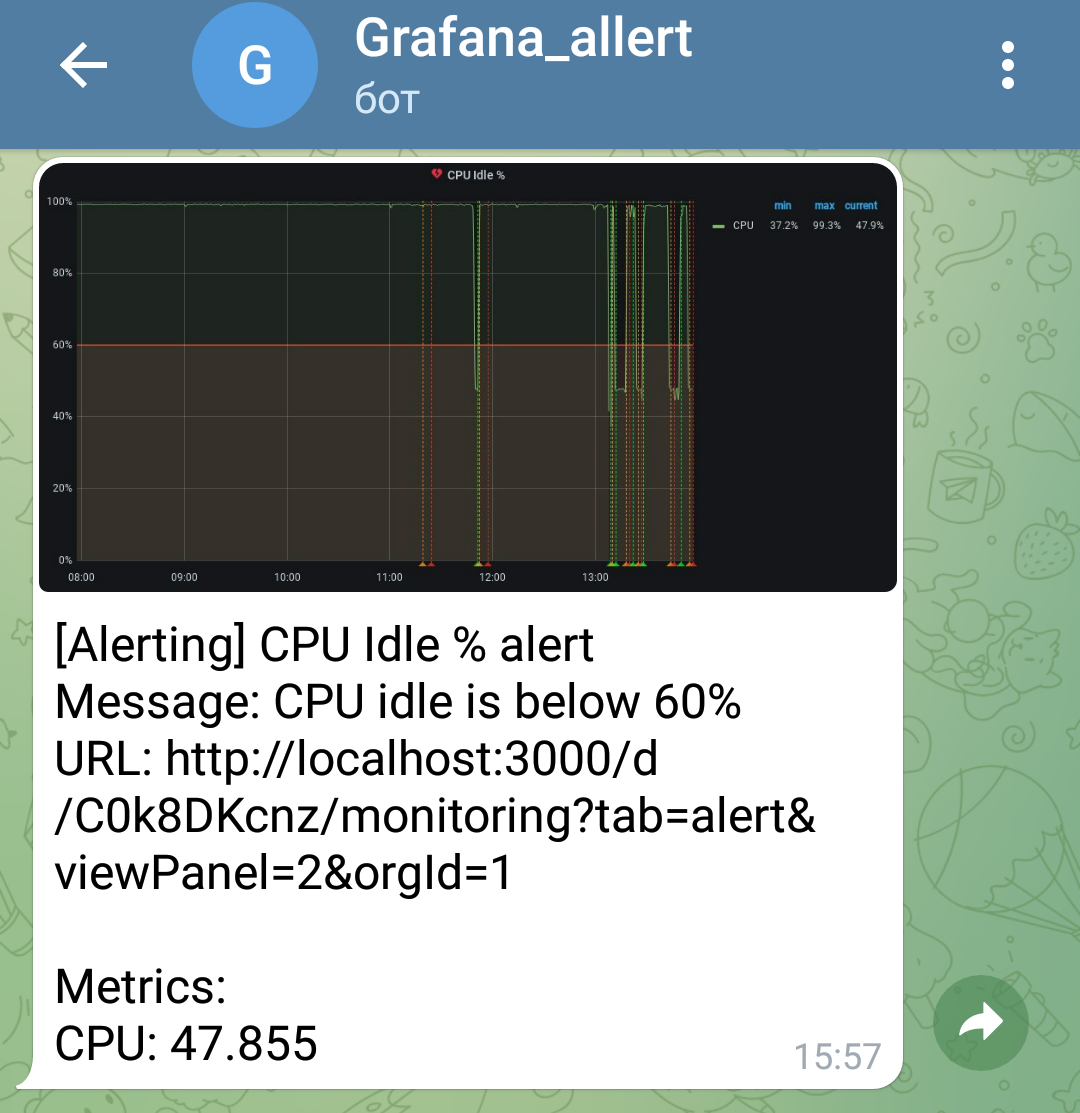 Grafana_allert
G
бот
CPU Idle %
100%
80%
60%
40%
20%
0%
08:00 09:00 10:00 11:00 12:00 13:00
min max current
CPU 37.2% 99.3% 47.9%
[Alerting] CPU Idle % alert
Message: CPU idle is below 60%
URL: http://localhost:3000/d
/C0k8DKcnz/monitoring?tab=alert&
viewPanel=2&orgId=1
Metrics:
CPU: 47.855
15:57